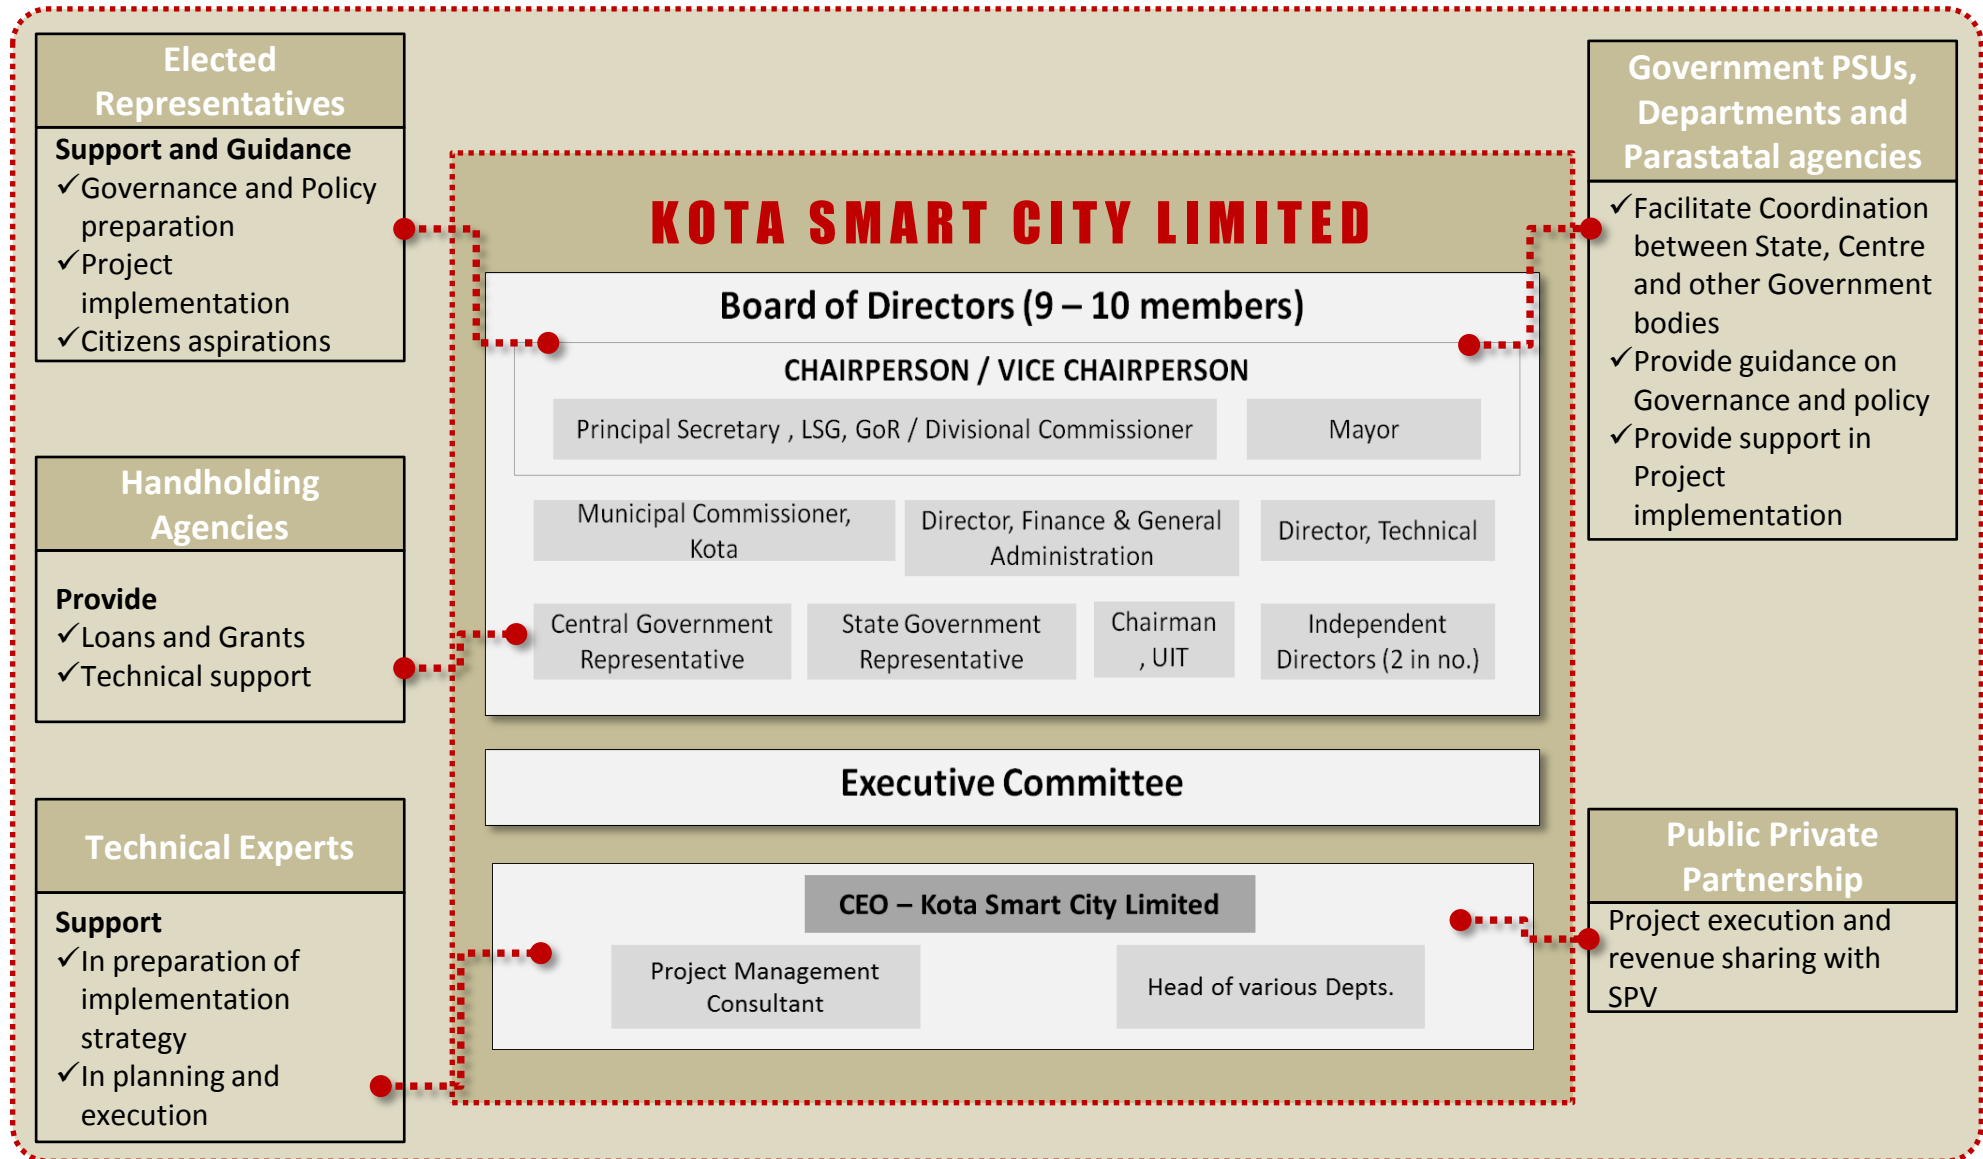 Elected
Representatives
Support and Guidance
✓Governance and Policy
preparation
✓Project
implementation
✓Citizens aspirations
Handholding
Agencies
Provide
✓Loans and Grants
✓Technical support
Technical Experts
Support
✓In preparation of
implementation
strategy
✓In planning and
execution
KOTA SMART CITY LIMITED
Board of Directors (9 – 10 members)
CHAIRPERSON / VICE CHAIRPERSON
Principal Secretary , LSG, GoR / Divisional Commissioner
Mayor
Municipal Commissioner,
Kota
Director, Finance & General
Administration
Director, Technical
Central Government
Representative
State Government
Representative
Chairman
, UIT
Independent
Directors (2 in no.)
Executive Committee
CEO – Kota Smart City Limited
Project Management
Consultant
Head of various Depts.
Government PSUs,
Departments and
Parastatal agencies
✓Facilitate Coordination
between State, Centre
and other Government
bodies
✓Provide guidance on
Governance and policy
✓Provide support in
Project
implementation
Public Private
Partnership
Project execution and
revenue sharing with
SPV